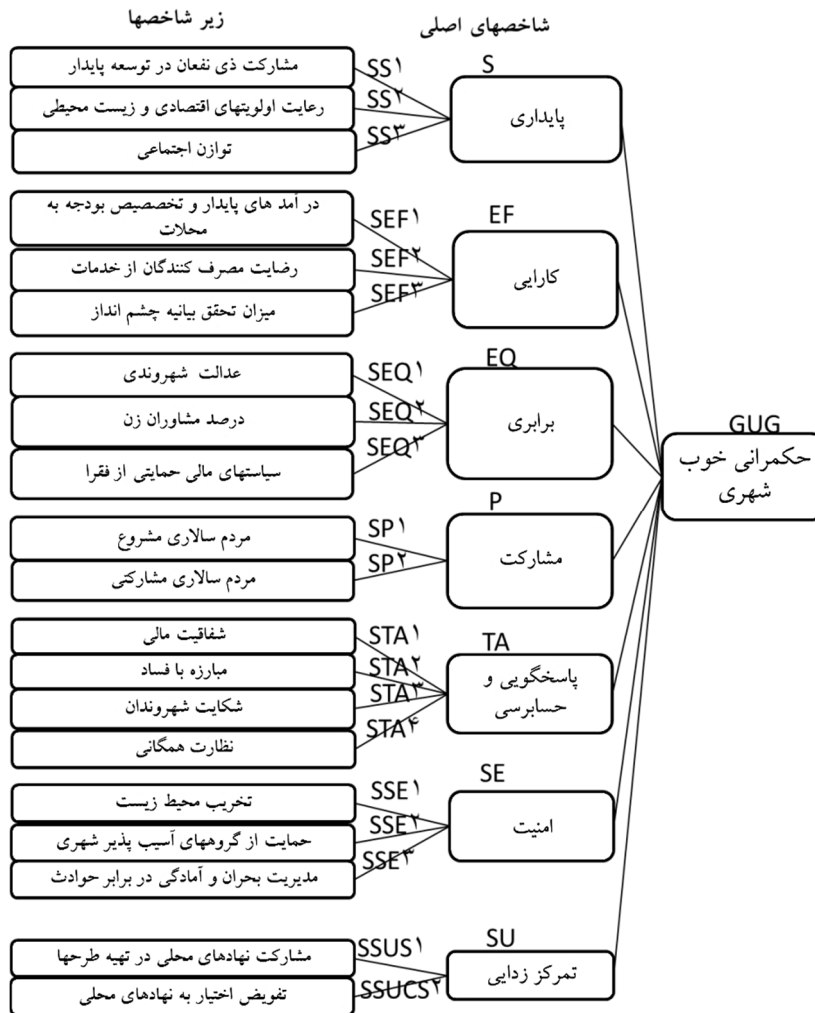 شاخصهای اصلی
زیر شاخصها
GUG
حکمرانی خوب
شهری
S
پایداری
SS۱
مشارکت ذی نفعان در توسعه پایدار
SS۲
رعایت اولویتهای اقتصادی و زیست محیطی
SS۳
توازن اجتماعی
EF
کارایی
SEF۱
در آمد های پایدار و تخصصیص بودجه به
محلات
SEF۲
رضایت مصرف کنندگان از خدمات
SEF۳
میزان تحقق بیانیه چشم انداز
EQ
برابری
SEQ۱
عدالت شهروندی
SEQ۲
درصد مشاوران زن
SEQ۳
سیاستهای مالی حمایتی از فقرا
P
مشارکت
SP۱
مردم سالاری مشروع
SP۲
مردم سالاری مشارکتی
TA
پاسخگویی و
حسابرسی
STA۱
شفاقیت مالی
STA۲
مبارزه با فساد
STA۳
شکایت شهروندان
STA۴
نظارت همگانی
SE
امنیت
SSE۱
تخریب محیط زیست
SSE۲
حمایت از گروههای آسیب پذیر شهری
SSE۳
مدیریت بحران و آمادگی در برابر حوادث
SU
تمرکز زدایی
SSUS۱
مشارکت نهادهای محلی در تهیه طرحها
SSUCS۲
تفویض اختیار به نهادهای محلی